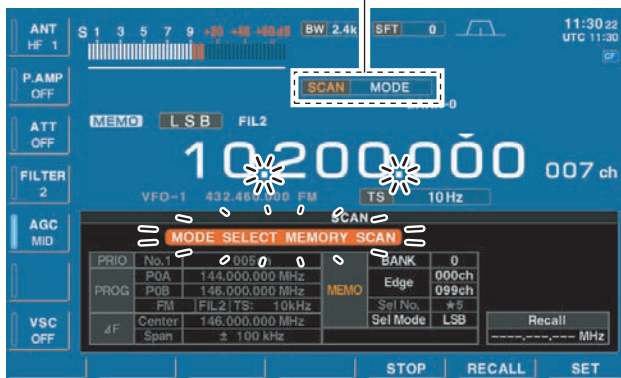 ANT
HF 1
P.AMP
OFF
ATT
OFF
FILTER
2
AGC
MID
VSC
OFF
S 1 3 5 7 9 +20 +40 +60dB
BW 2.4k SFT 0
11:30 22
UTC 11:30
CF
SCAN MODE
MEMO LSB FIL2
10.200.000 007 ch
VFO-1 432.460.000 FM TS 10Hz
SCAN
MODE SELECT MEMORY SCAN
PRIO No.1 005
PROG P0A 144.000.000 MHz
P0B 146.000.000 MHz
FM FIL2 TS: 10kHz
ΔF Center 146.000.000 MHz
Span ± 100 kHz
MEMO BANK 0
Edge 000ch
099ch
Sel No. ★5
Sel Mode LSB
Recall
---.---.--- MHz
STOP RECALL SET